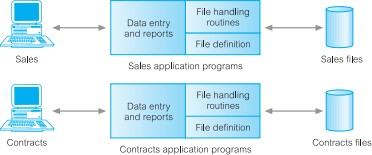 Data entry
and reports
File handling
routines
File definition
Sales
Sales application programs
Sales files
Data entry
and reports
File handling
routines
File definition
Contracts
Contracts application programs
Contracts files